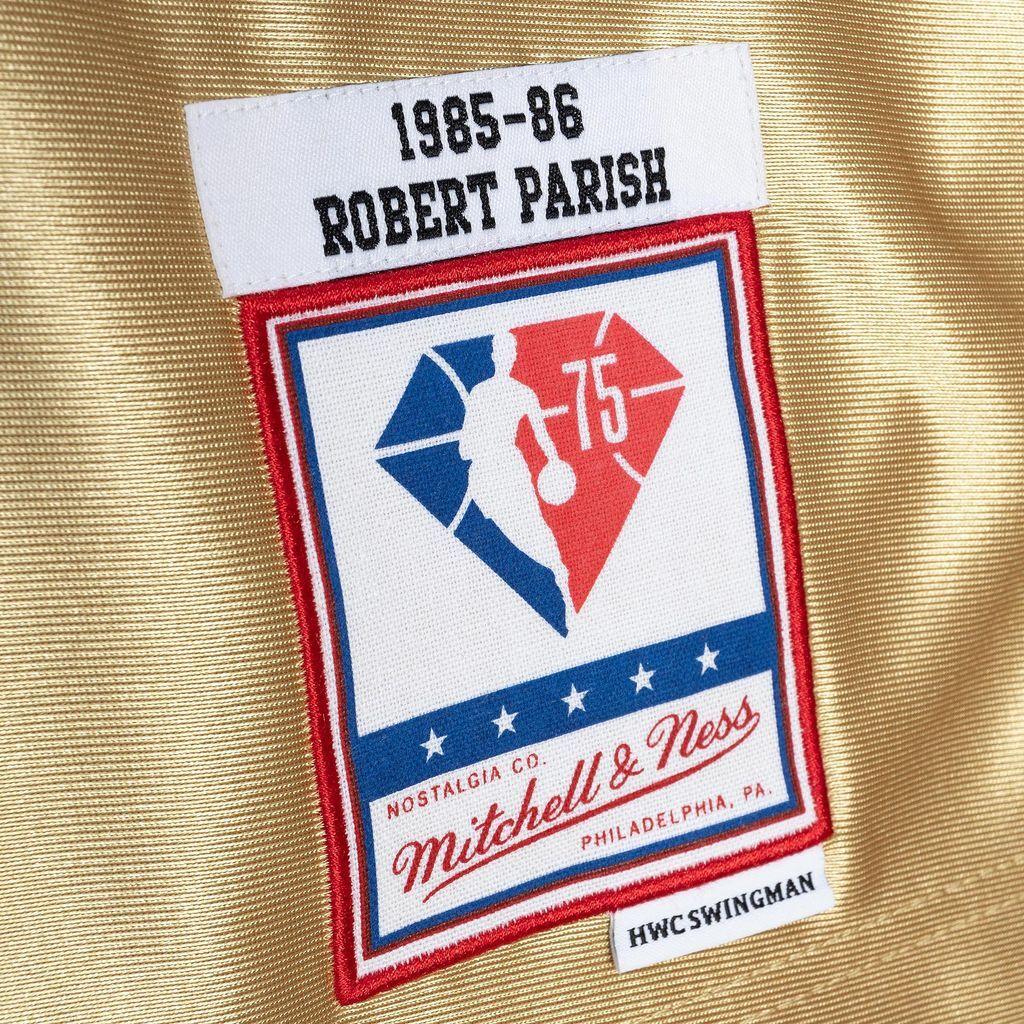 1985-86
ROBERT PARISH
75
NOSTALGIA CO.
Mitchell & Ness
PHILADELPHIA, PA.
HWC SWINGMAN